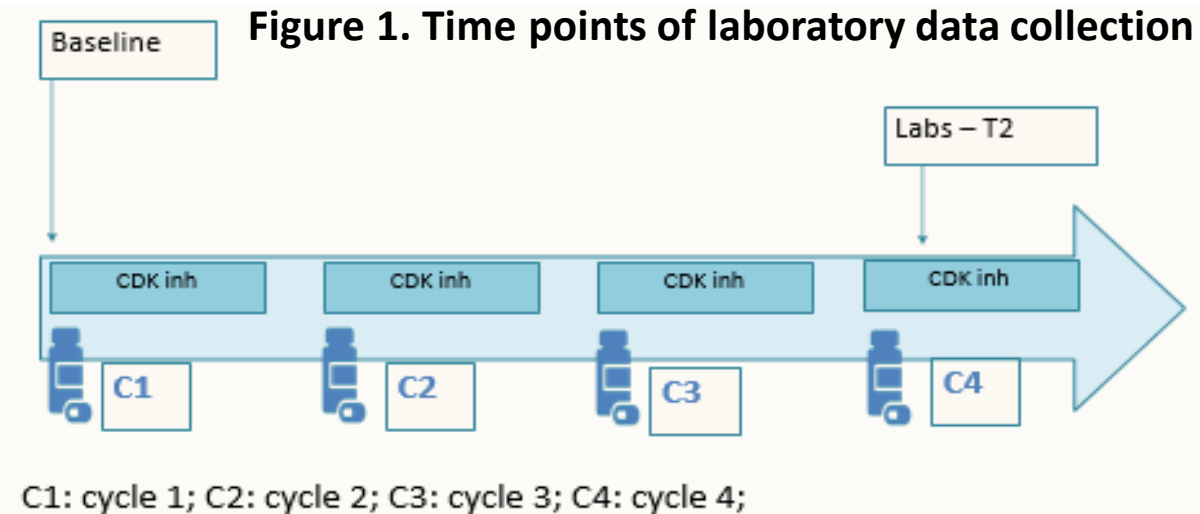 Figure 1. Time points of laboratory data collection
Baseline
Labs – T2
CDK inh
CDK inh
CDK inh
CDK inh
C1
C2
C3
C4
C1: cycle 1; C2: cycle 2; C3: cycle 3; C4: cycle 4;